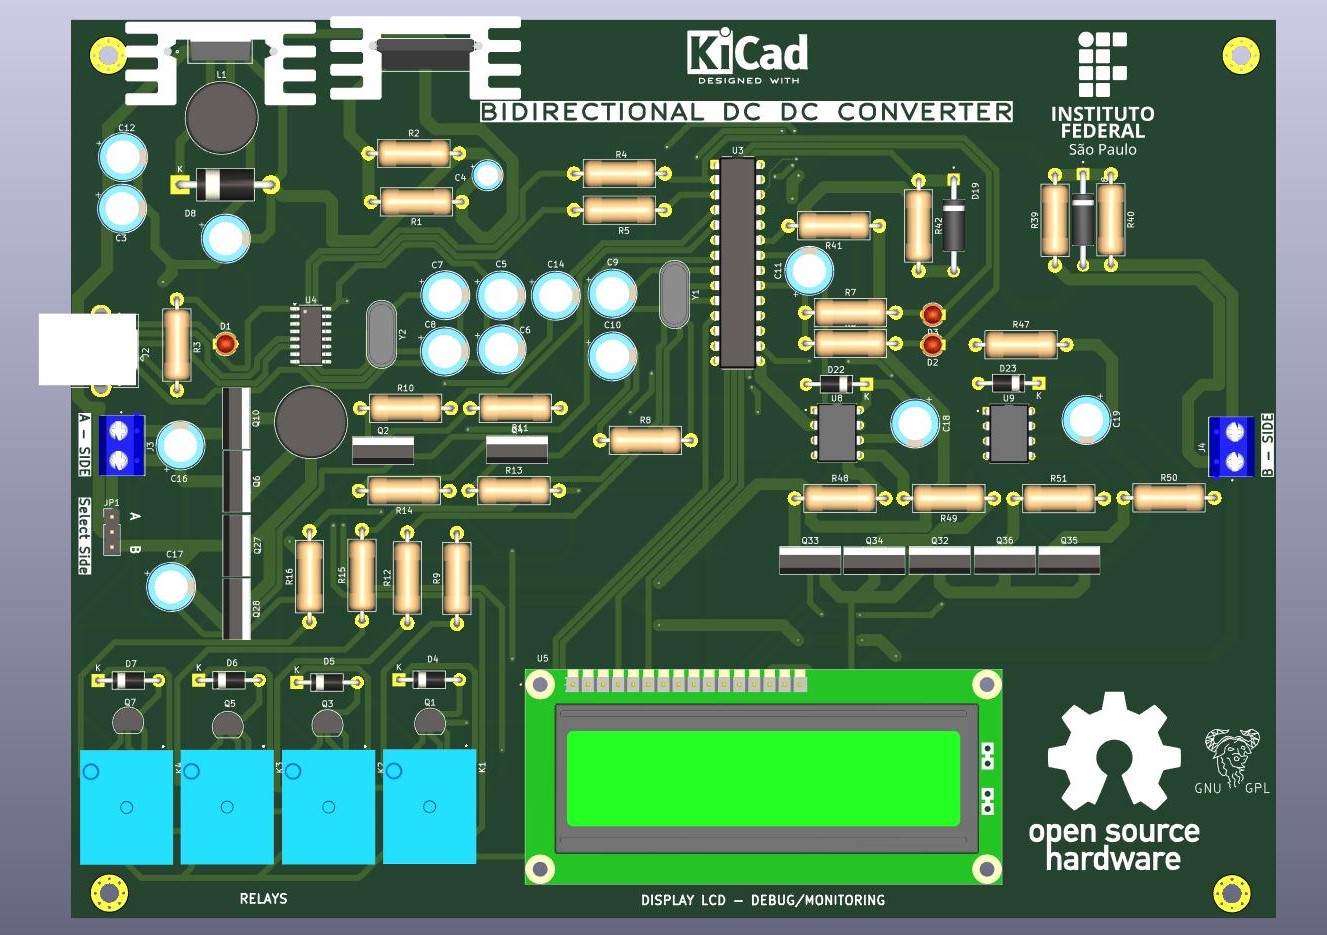 KiCad
DESIGNED WITH
BIDIRECTIONAL DC DC CONVERTER
INSTITUTO
FEDERAL
São Paulo
L1
C12
K
D8
C3
R2
C4
R1
R4
R5
U3
R41
R42
D19
R39
R40
C11
C7
C5
C14
C9
Y1
C8
C6
C10
U4
Y2
J2
R3
D1
R7
D3
D2
R47
D22
K
D23
K
U8
U9
C18
C19
A – SIDE
J3
C16
Q10
R10
R11
Q2
R8
R13
R14
J4
B – SIDE
Select Side
JP1
A
B
Q6
Q27
Q28
C17
R16
R15
R12
R9
R48
R49
R51
R50
Q33
Q34
Q32
Q36
Q35
K
D7
K
D6
K
D5
K
D4
Q7
Q5
Q3
Q1
K4
K3
K2
K1
U5
GNU GPL
open source
hardware
RELAYS
DISPLAY LCD – DEBUG/MONITORING